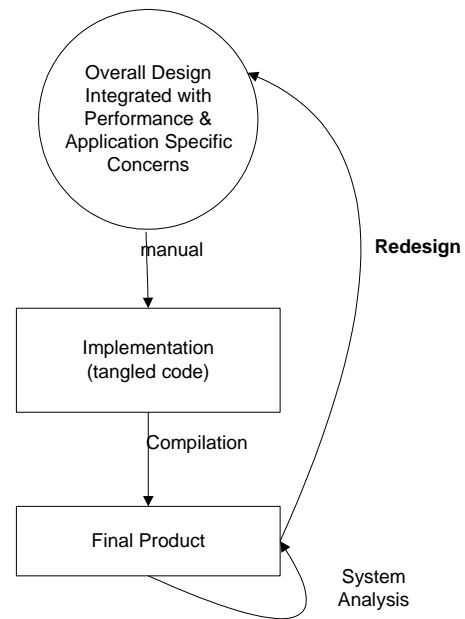 Overall Design
Integrated with
Performance &
Application Specific
Concerns
manual
Redesign
Implementation
(tangled code)
Compilation
Final Product
System
Analysis